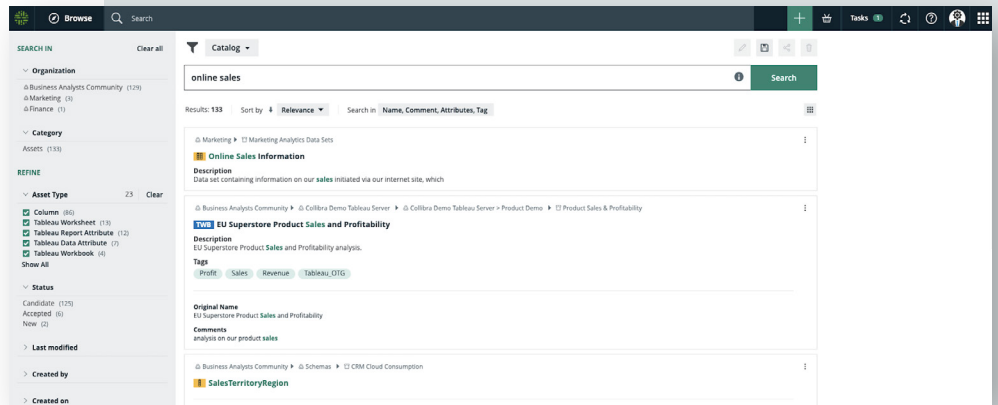 Browse
Search
Tasks 1
SEARCH IN
Clear all
Organization
Business Analysts Community (129)
Marketing (3)
Finance (1)
Category
Assets (133)
REFINE
Asset Type 23 Clear
Column (86)
Tableau Worksheet (13)
Tableau Report Attribute (12)
Tableau Data Attribute (7)
Tableau Workbook (4)
Show All
Status
Candidate (125)
Accepted (6)
New (2)
Last modified
Created by
Created on
Catalog
online sales
Search
Results: 133 Sort by Relevance Search in Name, Comment, Attributes, Tag
Marketing Marketing Analytics Data Sets
Online Sales Information
Description
Data set containing information on our sales initiated via our internet site, which
Business Analysts Community Collibra Demo Tableau Server Collibra Demo Tableau Server > Product Demo Product Sales & Profitability
TWB EU Superstore Product Sales and Profitability
Description
EU Superstore Product Sales and Profitability analysis.
Tags
Profit Sales Revenue Tableau_OTG
Original Name
EU Superstore Product Sales and Profitability
Comments
analysis on our product sales
Business Analysts Community Schemas CRM Cloud Consumption
SalesTerritoryRegion